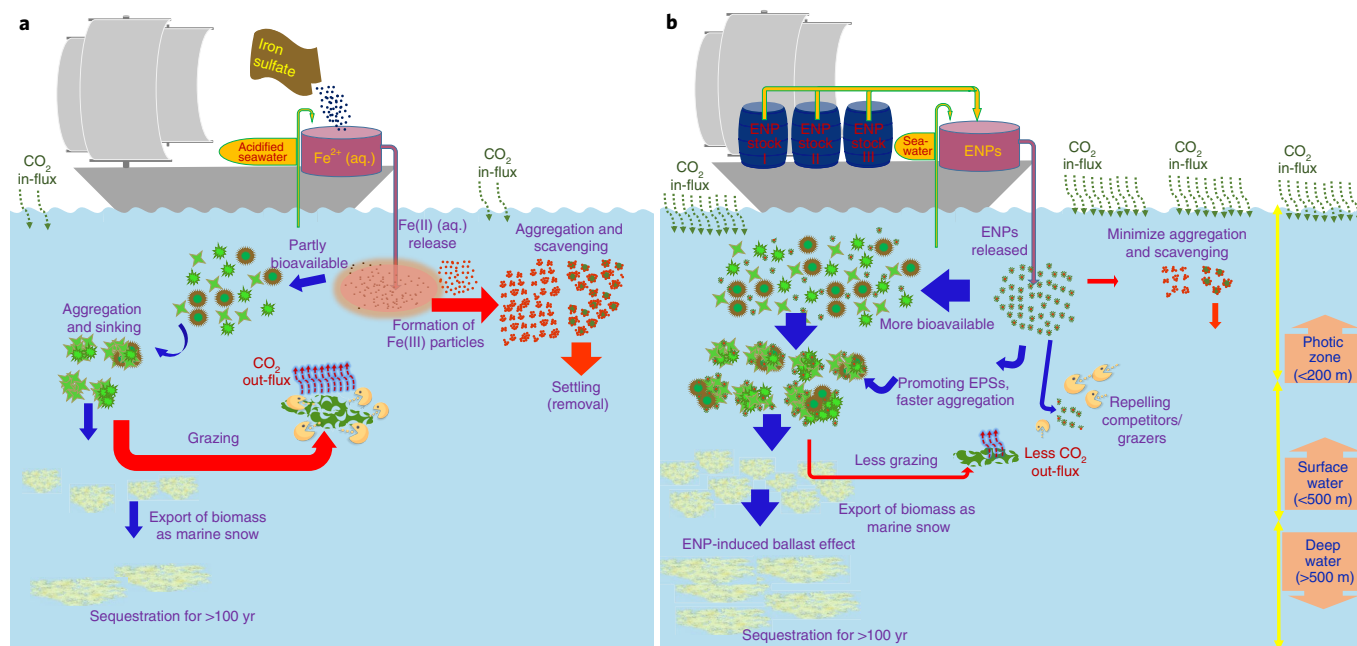 a
Iron
sulfate
Acidified
seawater
Fe2+ (aq.)
CO2
in-flux
CO2
in-flux
Fe(II) (aq.)
release
Partly
bioavailable
Aggregation and
scavenging
Aggregation
and sinking
Formation of
Fe(III) particles
CO2
out-flux
Settling
(removal)
Grazing
Export of biomass
as marine snow
Sequestration for >100 yr
b
ENP
stock
I
ENP
stock
II
ENP
stock
III
Sea-
water
ENPs
CO2
in-flux
CO2
in-flux
CO2
in-flux
CO2
in-flux
ENPs
released
Minimize aggregation
and scavenging
More bioavailable
Promoting EPSs,
faster aggregation
Repelling
competitors/
grazers
Less grazing
Less CO2
out-flux
Export of biomass as
marine snow
ENP-induced ballast effect
Sequestration for >100 yr
Photic
zone
(<200 m)
Surface
water
(<500 m)
Deep
water
(>500 m)